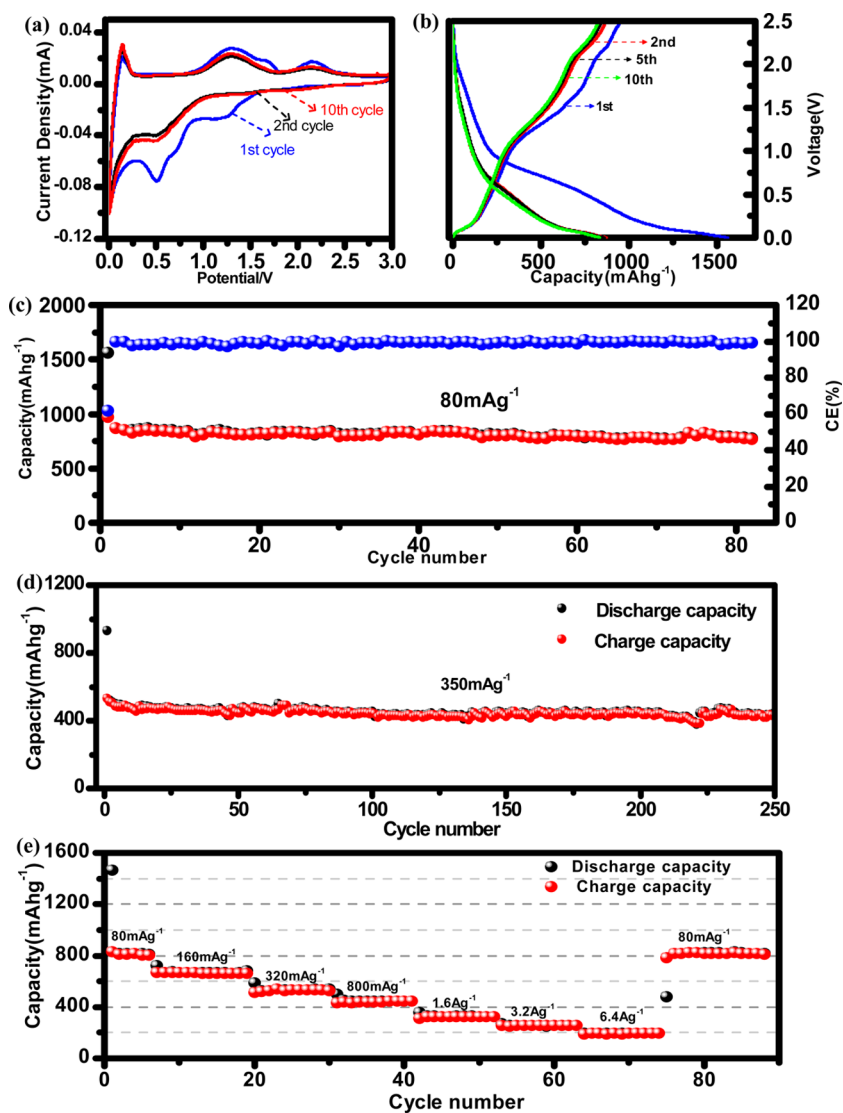 (a)
0.04
0.00
-0.04
-0.08
-0.12
Current Density(mA)
10th cycle
2nd cycle
1st cycle
0.0 0.5 1.0 1.5 2.0 2.5 3.0
Potential/V
(b)
2nd
5th
10th
1st
2.5
2.0
1.5
1.0
0.5
0.0
Voltage(V)
0 500 1000 1500
Capacity(mAhg-1)
(c)
2000
1750
1500
1000
750
500
0
Capacity(mAhg-1)
80mAg-1
120
100
80
60
40
20
0
CE(%)
0 20 40 60 80
Cycle number
(d)
1200
800
400
0
Capacity(mAhg-1)
Discharge capacity
Charge capacity
350mAg-1
0 50 100 150 200 250
Cycle number
(e)
1600
1200
800
400
0
Capacity(mAhg-1)
Discharge capacity
Charge capacity
80mAg-1
160mAg-1
320mAg-1
800mAg-1
1.6Ag-1
3.2Ag-1
6.4Ag-1
80mAg-1
0 20 40 60 80
Cycle number